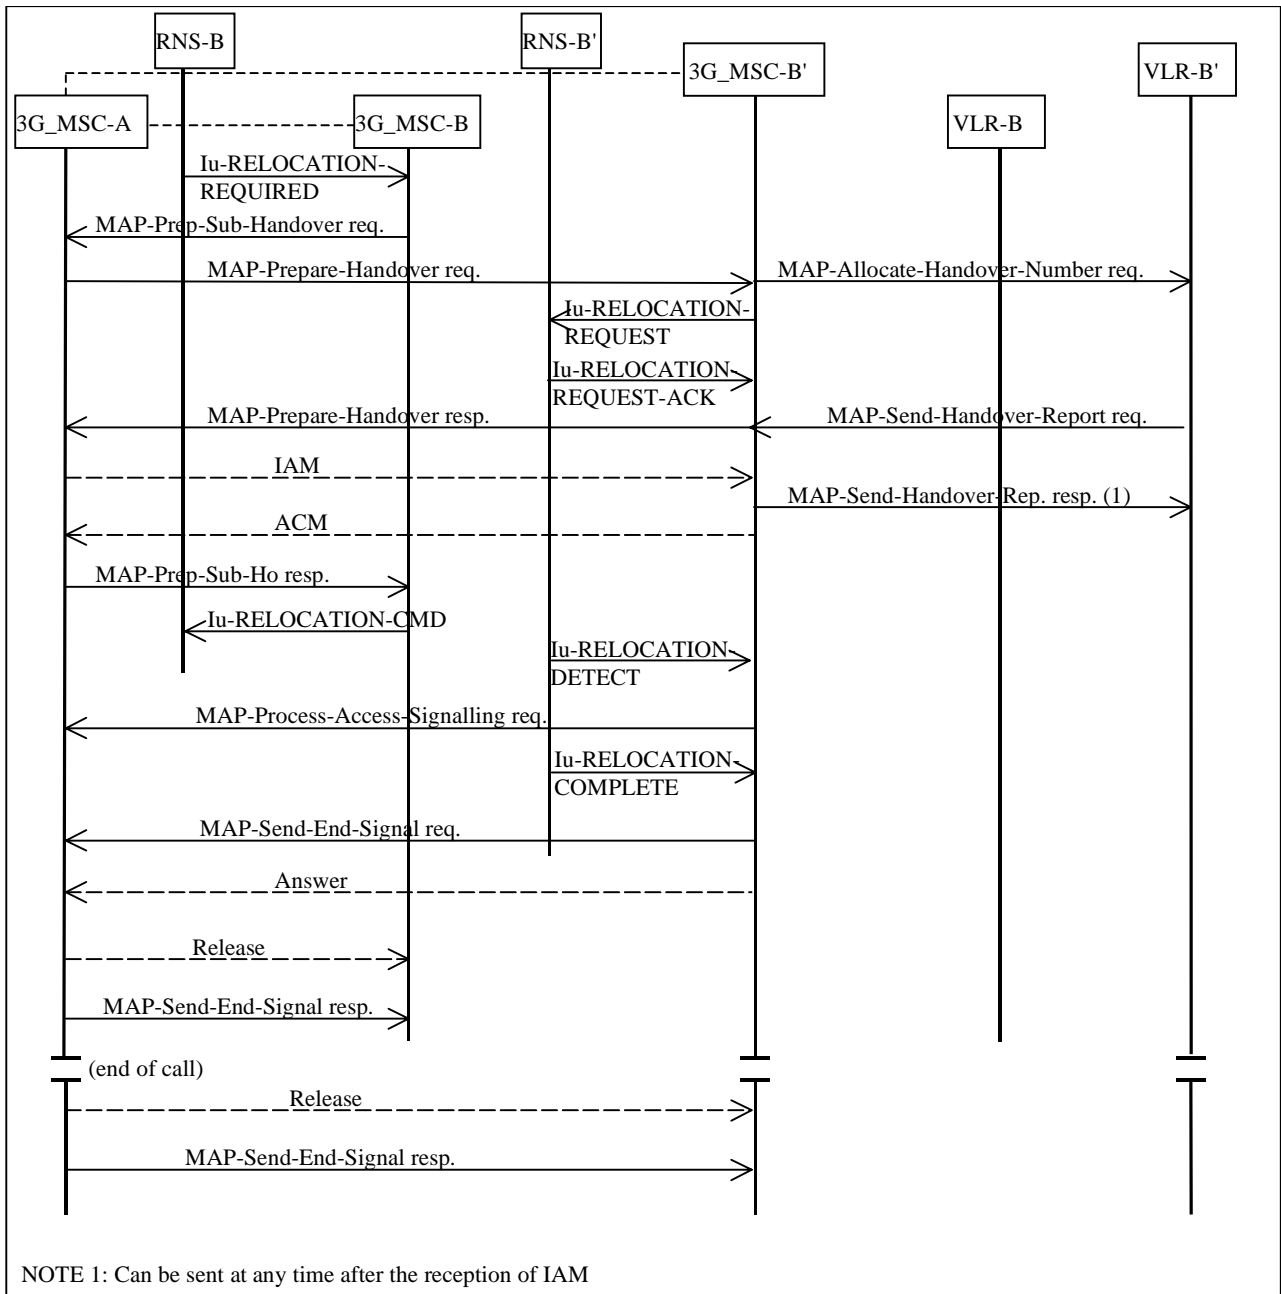 RNS-B
RNS-B'
3G_MSC-B'
VLR-B'
3G_MSC-A
3G_MSC-B
VLR-B
Iu-RELOCATION-
REQUIRED
MAP-Prep-Sub-Handover req.
MAP-Prepare-Handover req.
MAP-Allocate-Handover-Number req.
Iu-RELOCATION-
REQUEST
Iu-RELOCATION-
REQUEST-ACK
MAP-Prepare-Handover resp.
MAP-Send-Handover-Report req.
IAM
MAP-Send-Handover-Rep. resp. (1)
ACM
MAP-Prep-Sub-Ho resp.
Iu-RELOCATION-CMD
Iu-RELOCATION-
DETECT
MAP-Process-Access-Signalling req.
Iu-RELOCATION-
COMPLETE
MAP-Send-End-Signal req.
Answer
Release
MAP-Send-End-Signal resp.
(end of call)
Release
MAP-Send-End-Signal resp.
NOTE 1: Can be sent at any time after the reception of IAM